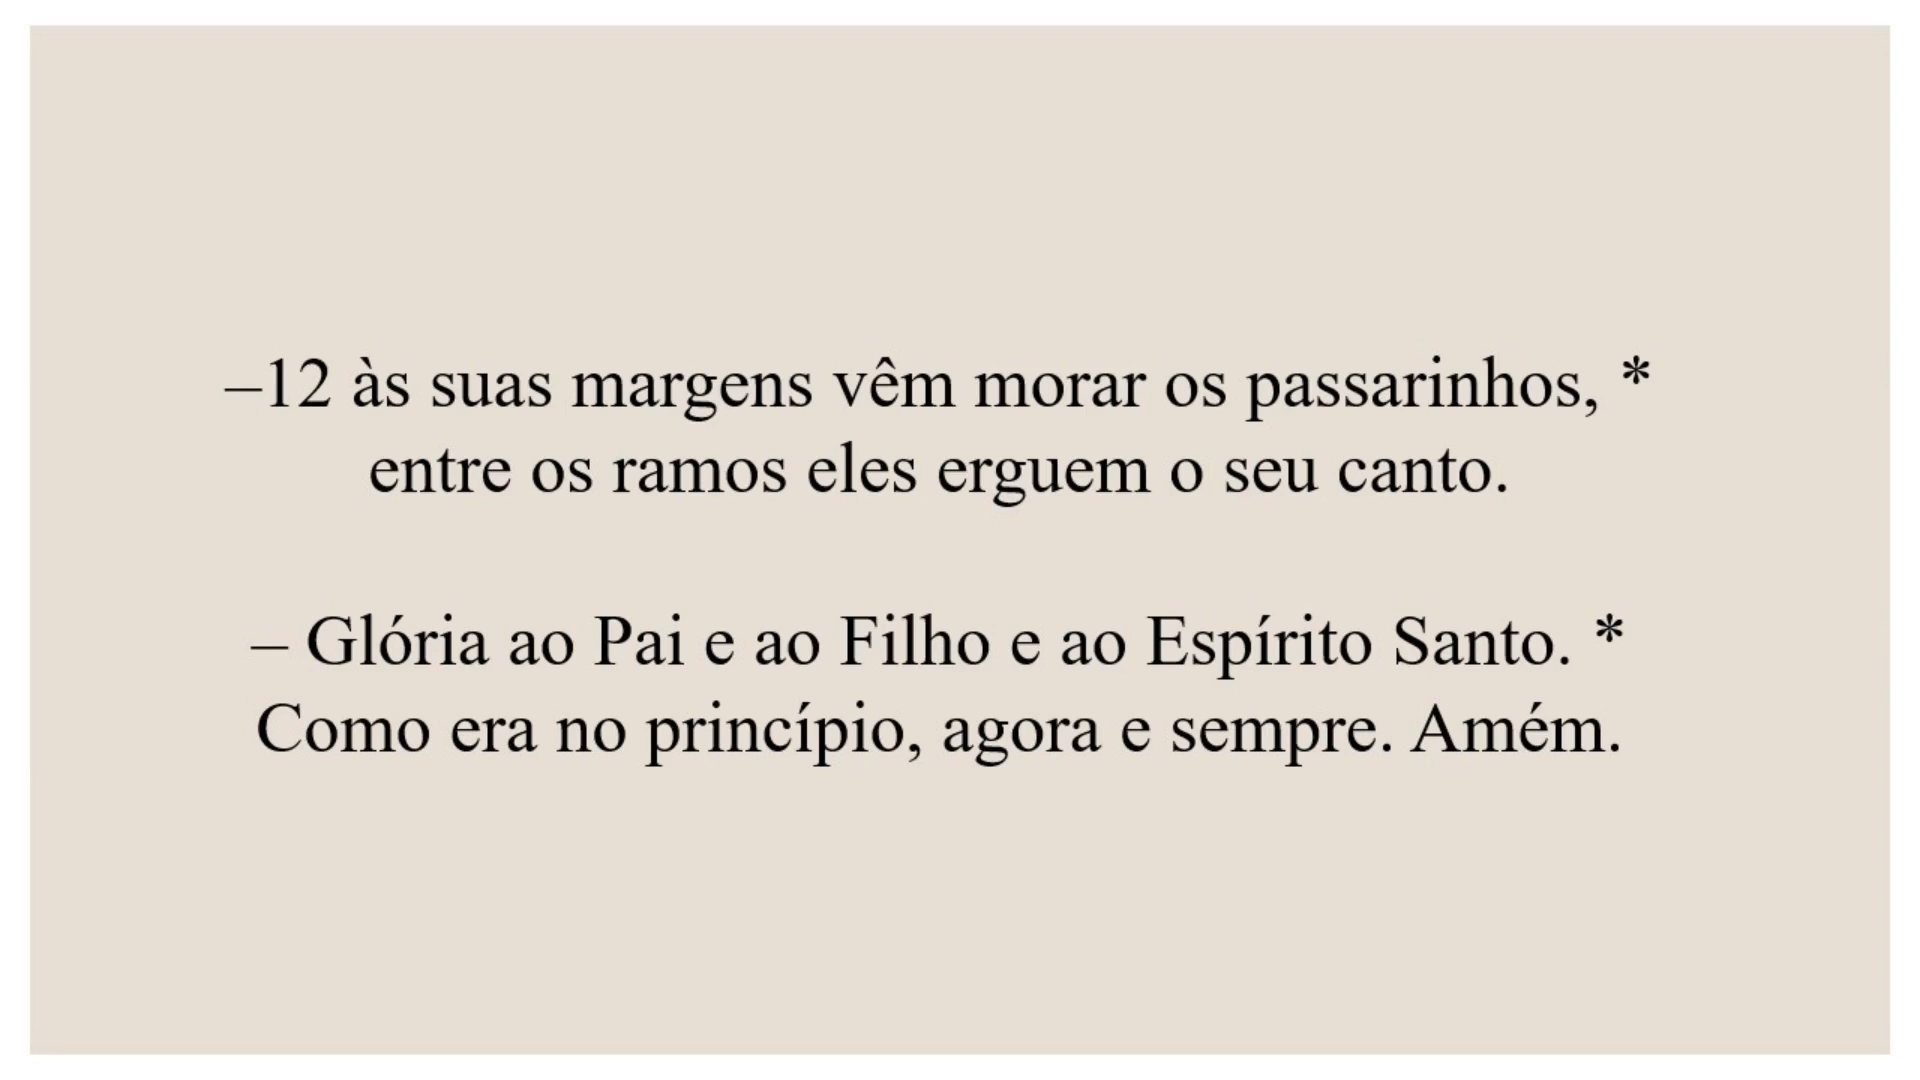 –12 às suas margens vêm morar os passarinhos, *
entre os ramos eles erguem o seu canto.
– Glória ao Pai e ao Filho e ao Espírito Santo. *
Como era no princípio, agora e sempre. Amém.